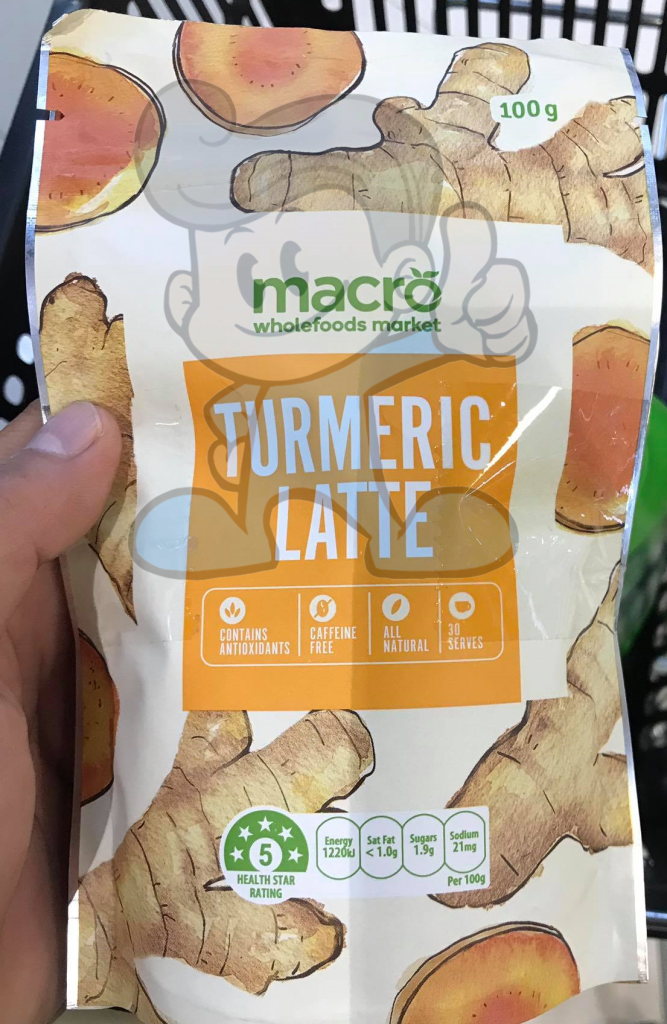 100g
macro
wholefoods market
TURMERIC
LATTE
CONTAINS
ANTIOXIDANTS
CAFFEINE
FREE
ALL
NATURAL
30
SERVES
5
HEALTH STAR
RATING
Energy
1220kJ
Sat Fat
< 1.0g
Sugars
1.9g
Sodium
21mg
Per 100g